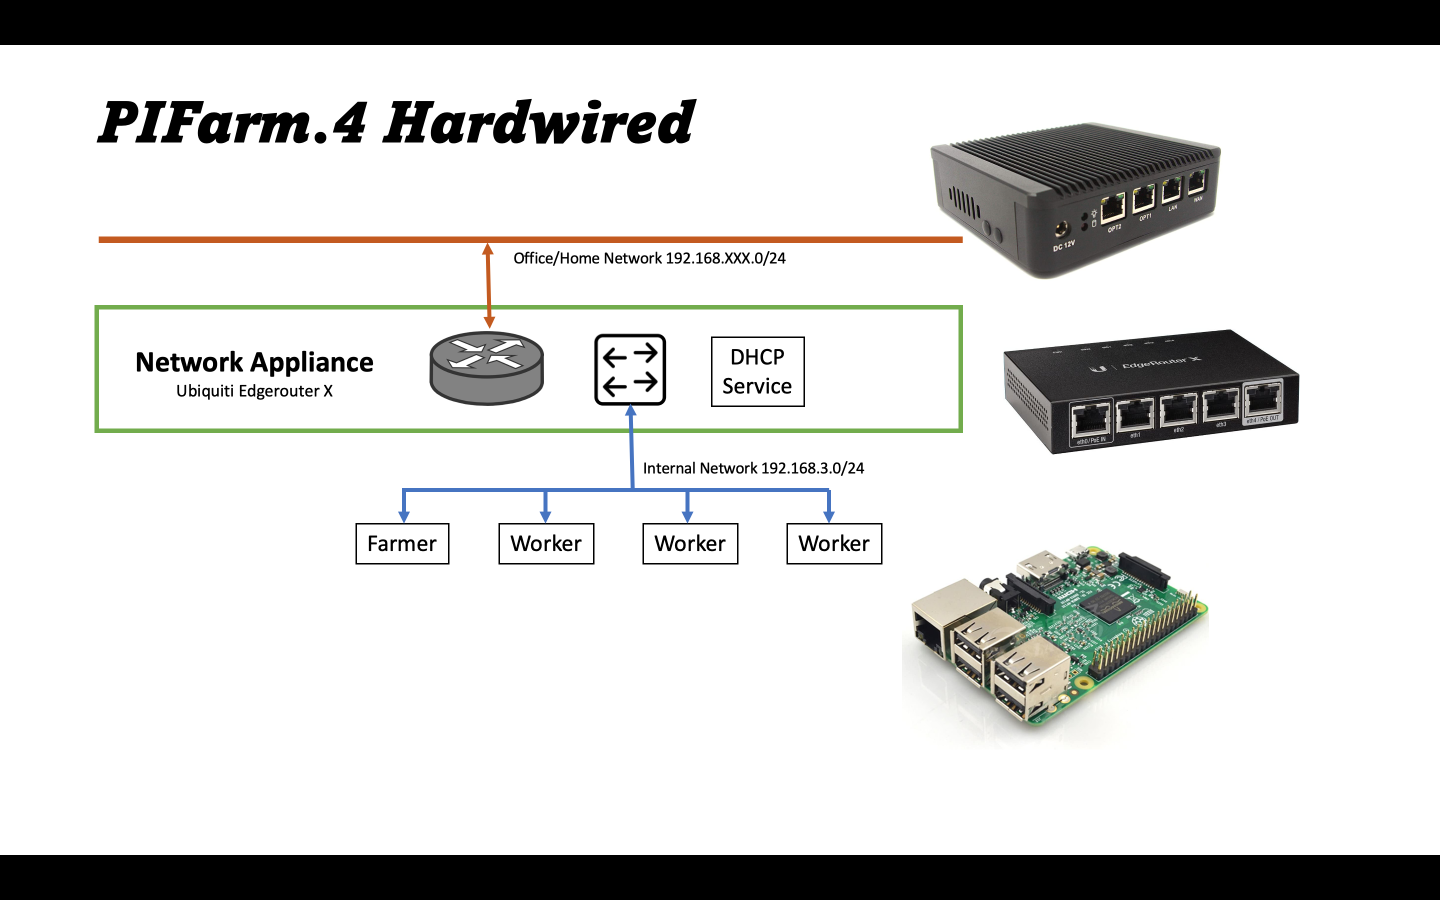 PIFarm.4 Hardwired
Office/Home Network 192.168.XXX.0/24
Network Appliance
Ubiquiti Edgerouter X
DHCP
Service
Internal Network 192.168.3.0/24
Farmer
Worker
Worker
Worker
DC 12V
OPT2
OPT1
LAN
WAN
EdgeRouter X
eth0 / PoE IN
eth1
eth2
eth3
eth4 / PoE OUT
HDMI